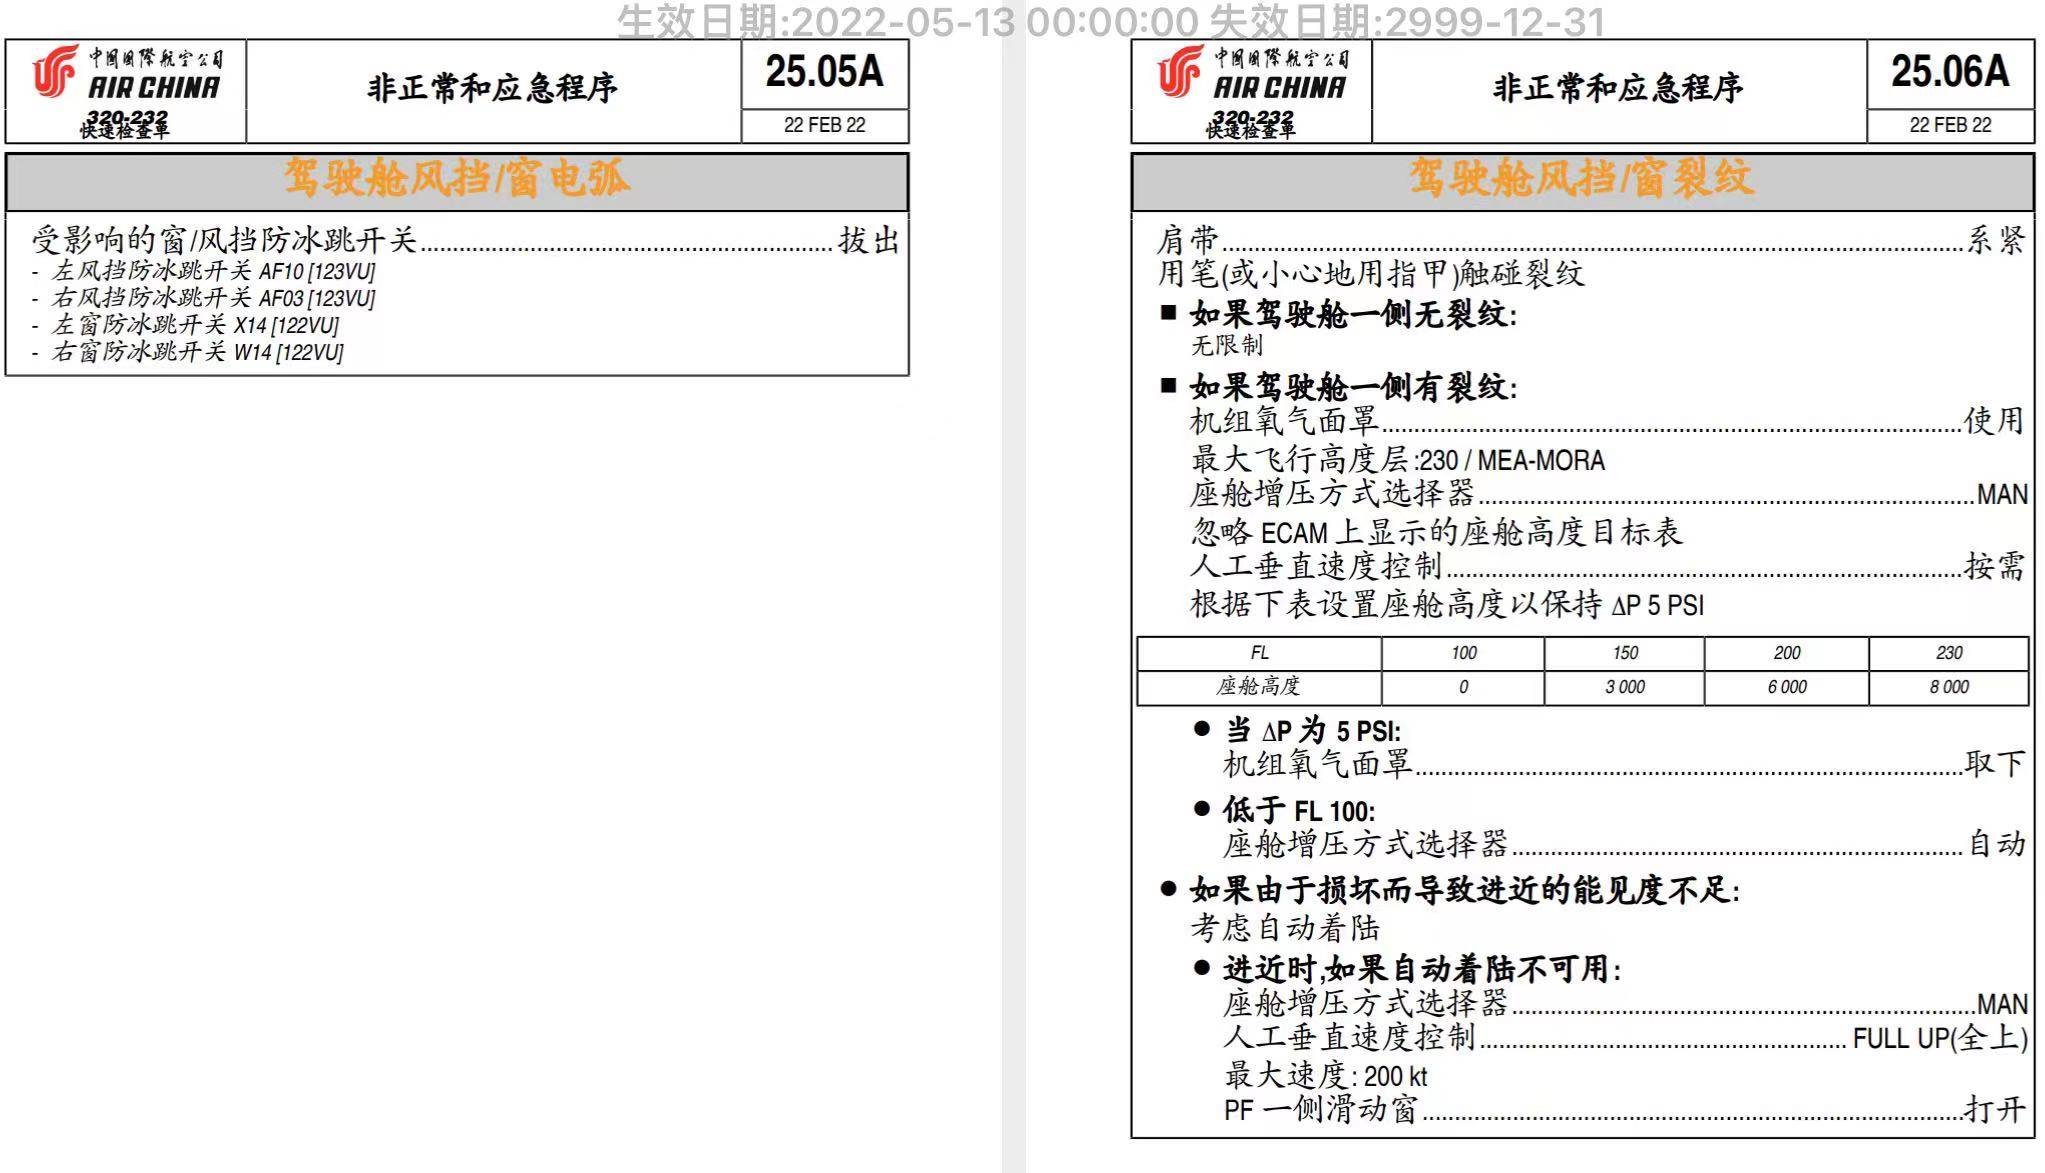 生效日期:2022-05-13 00:00:00 失效日期:2999-12-31
中国国際航空公司
AIR CHINA
320-232
快速检查单
非正常和应急程序
25.05A
22 FEB 22
驾驶舱风挡/窗电弧
受影响的窗/风挡防冰跳开关................................................................拔出
- 左风挡防冰跳开关 AF10 [123VU]
- 右风挡防冰跳开关 AF03 [123VU]
- 左窗防冰跳开关 X14 [122VU]
- 右窗防冰跳开关 W14 [122VU]
中国国際航空公司
AIR CHINA
320-232
快速检查单
非正常和应急程序
25.06A
22 FEB 22
驾驶舱风挡/窗裂纹
肩带................................................................系紧
用笔(或小心地用指甲)触碰裂纹
■ 如果驾驶舱一侧无裂纹:
无限制
■ 如果驾驶舱一侧有裂纹:
机组氧气面罩................................................................使用
最大飞行高度层:230 / MEA-MORA
座舱增压方式选择器................................................................MAN
忽略 ECAM 上显示的座舱高度目标表
人工垂直速度控制................................................................按需
根据下表设置座舱高度以保持 ΔP 5 PSI
FL 100 150 200 230
座舱高度 0 3 000 6 000 8 000
● 当 ΔP 为 5 PSI:
机组氧气面罩................................................................取下
● 低于 FL 100:
座舱增压方式选择器................................................................自动
● 如果由于损坏而导致进近的能见度不足:
考虑自动着陆
● 进近时,如果自动着陆不可用:
座舱增压方式选择器................................................................MAN
人工垂直速度控制................................................................FULL UP(全上)
最大速度: 200 kt
PF 一侧滑动窗................................................................打开